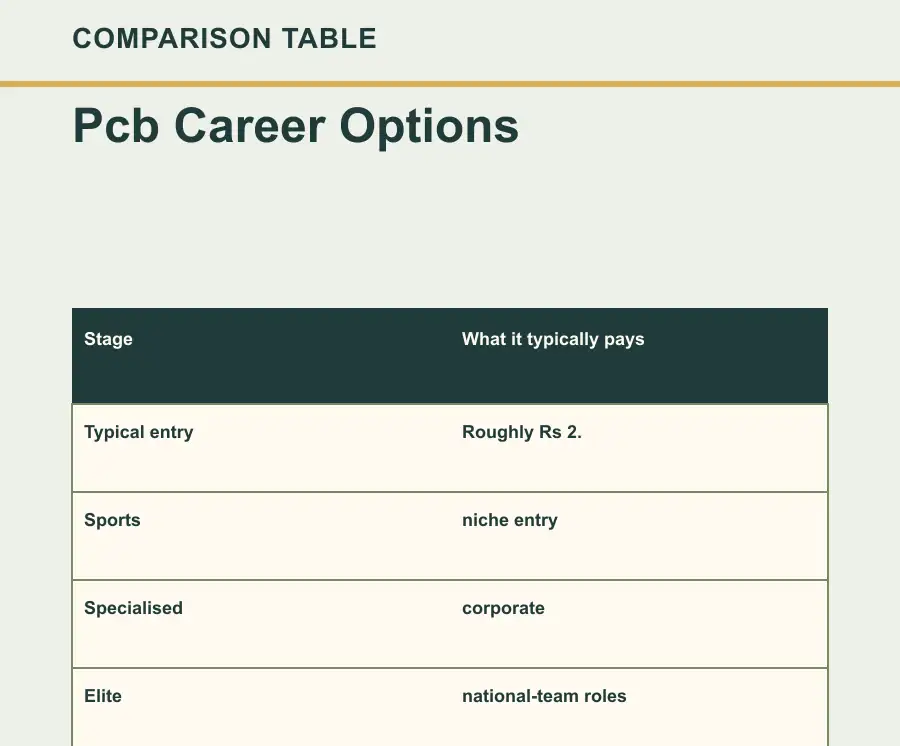 COMPARISON TABLE
Pcb Career Options
Stage What it typically pays
Typical entry Roughly Rs 2.
Sports niche entry
Specialised corporate
Elite national-team roles